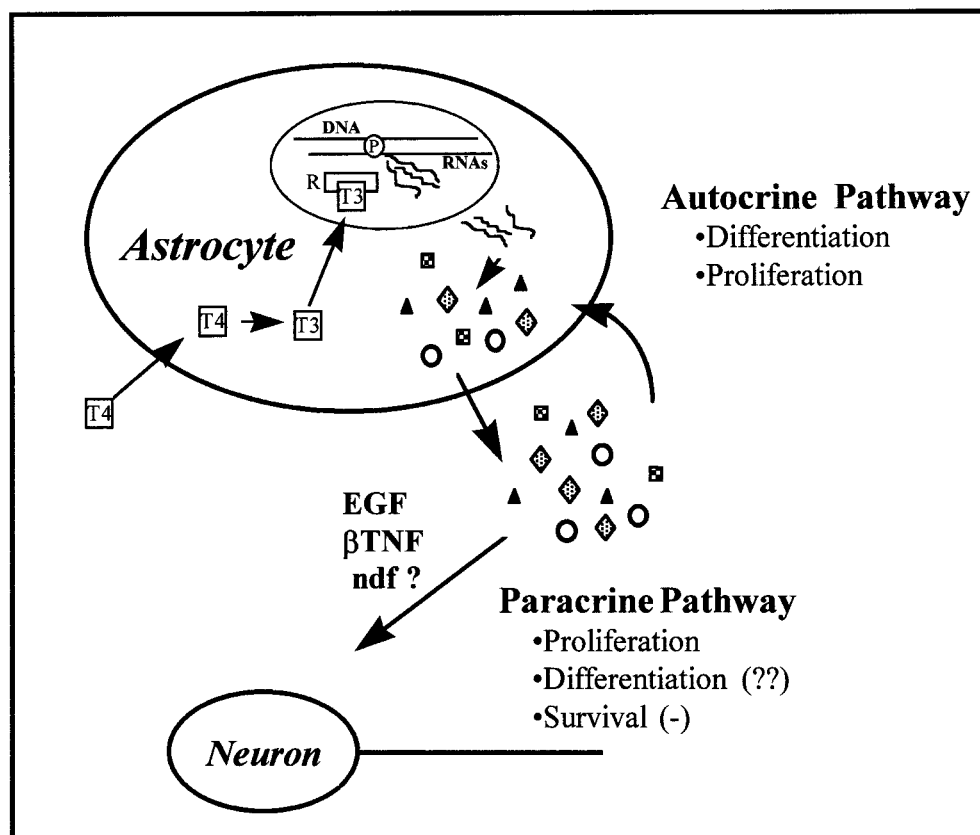 DNA
P
RNAs
R
T3
Astrocyte
T4
T3
T4
Autocrine Pathway
•Differentiation
•Proliferation
EGF
βTNF
ndf ?
Paracrine Pathway
•Proliferation
•Differentiation (??)
•Survival (-)
Neuron